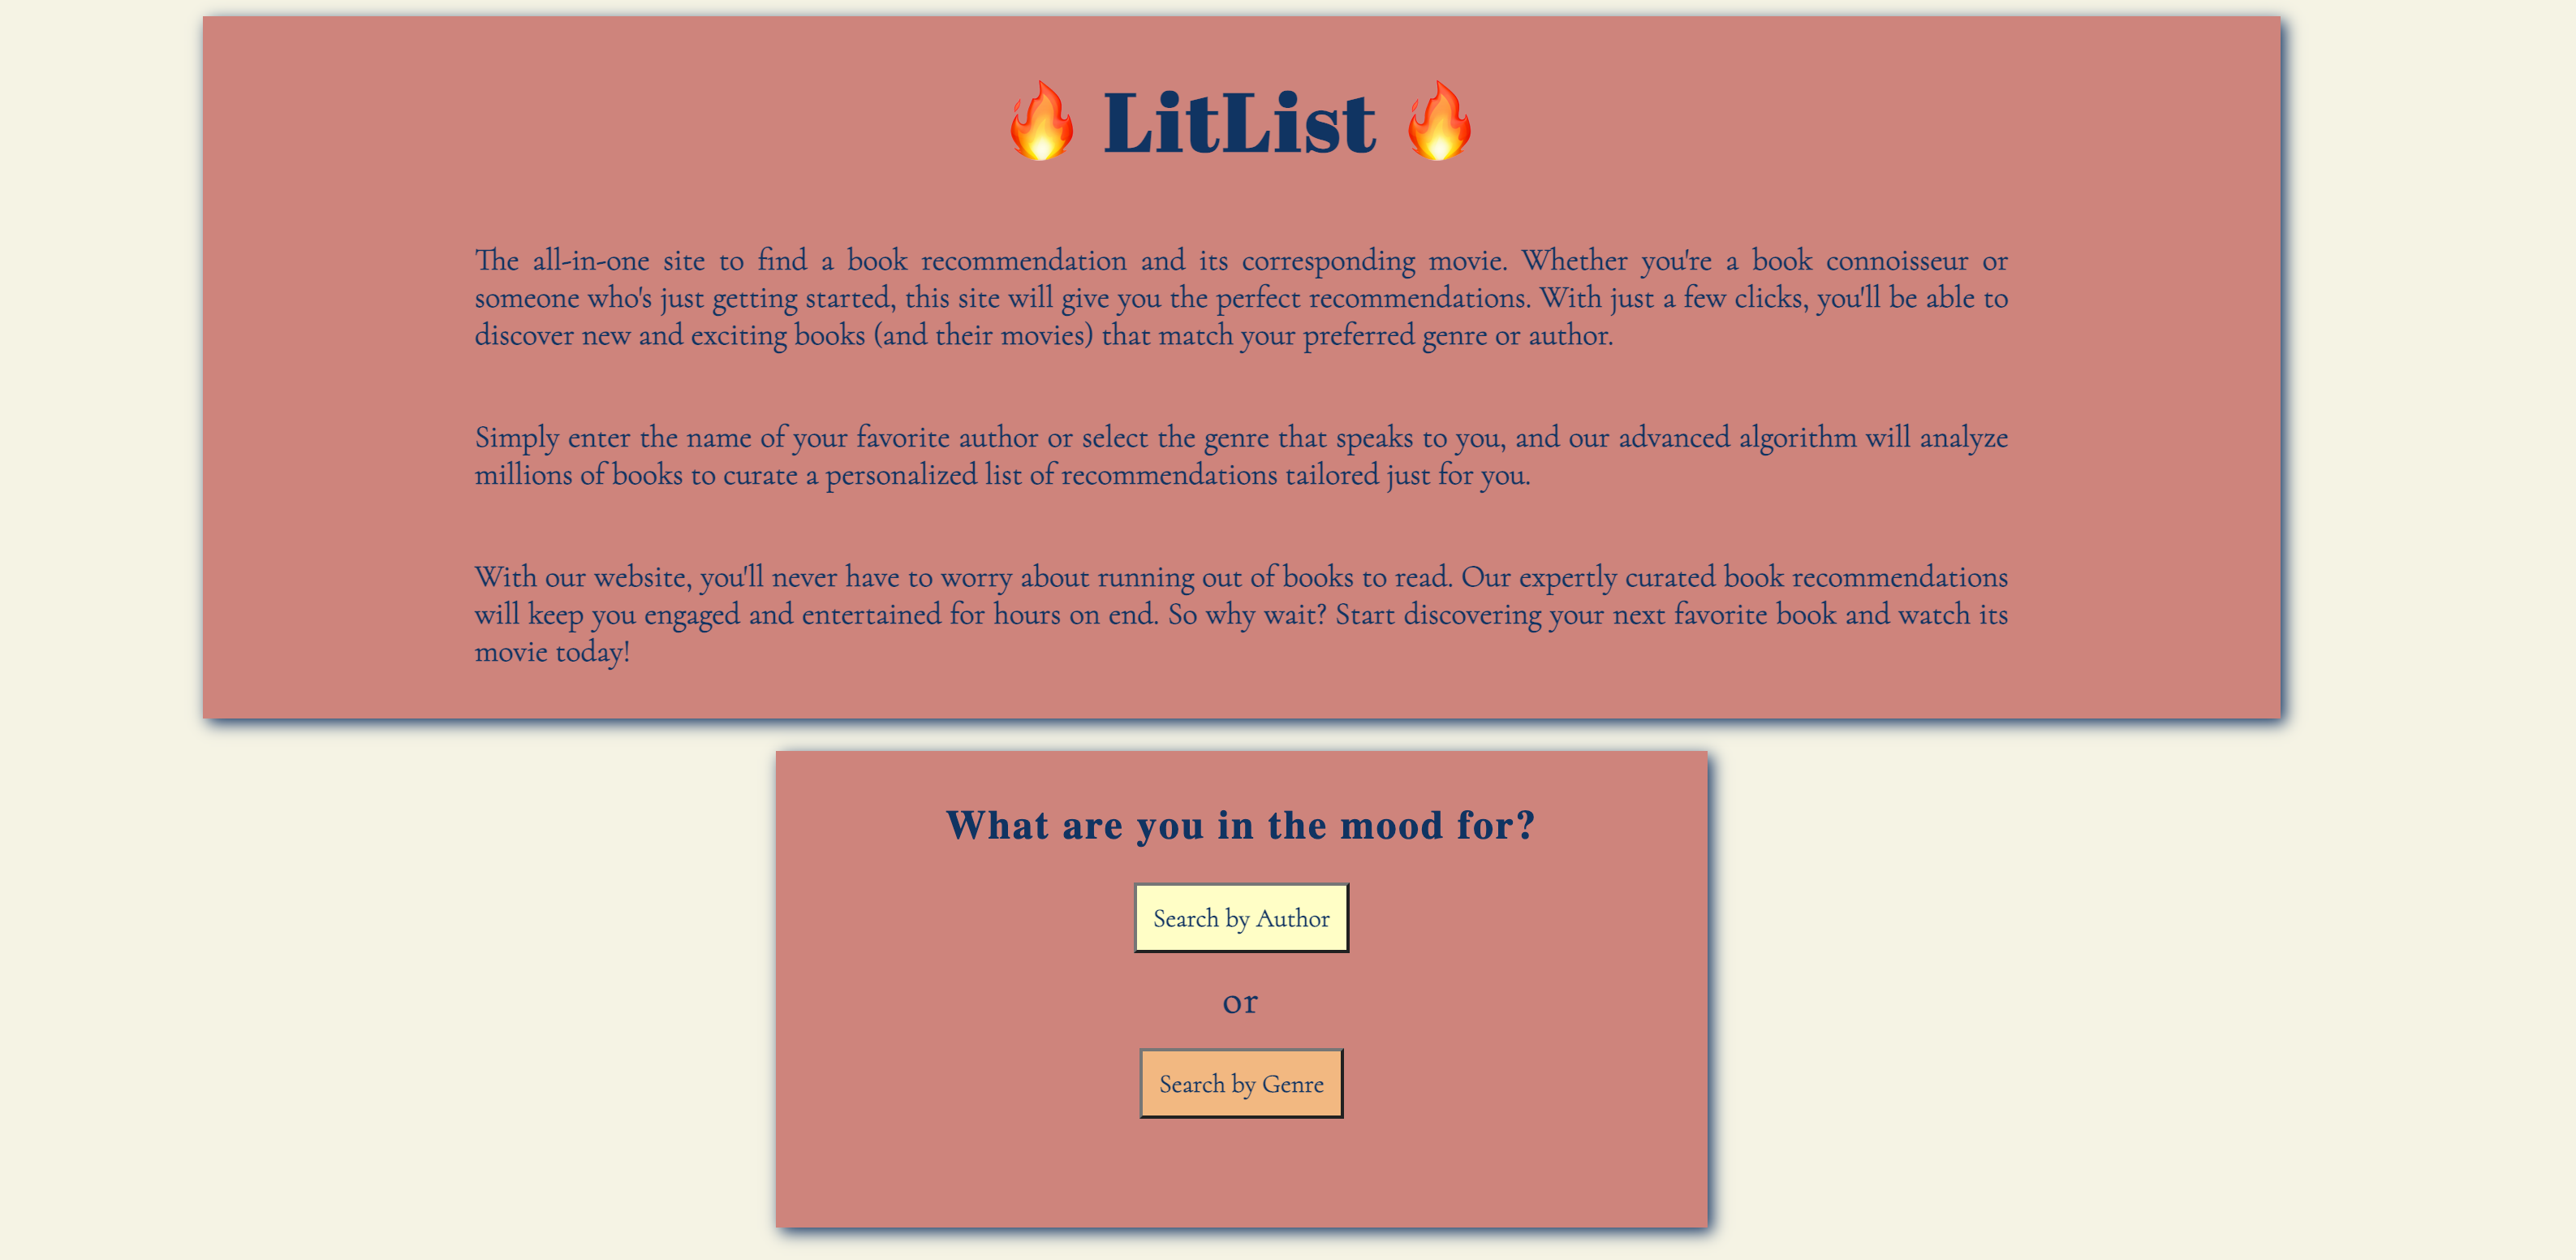 🔥 LitList 🔥
The all-in-one site to find a book recommendation and its corresponding movie. Whether you're a book connoisseur or
someone who's just getting started, this site will give you the perfect recommendations. With just a few clicks, you'll be able to
discover new and exciting books (and their movies) that match your preferred genre or author.
Simply enter the name of your favorite author or select the genre that speaks to you, and our advanced algorithm will analyze
millions of books to curate a personalized list of recommendations tailored just for you.
With our website, you'll never have to worry about running out of books to read. Our expertly curated book recommendations
will keep you engaged and entertained for hours on end. So why wait? Start discovering your next favorite book and watch its
movie today!
What are you in the mood for?
Search by Author
or
Search by Genre